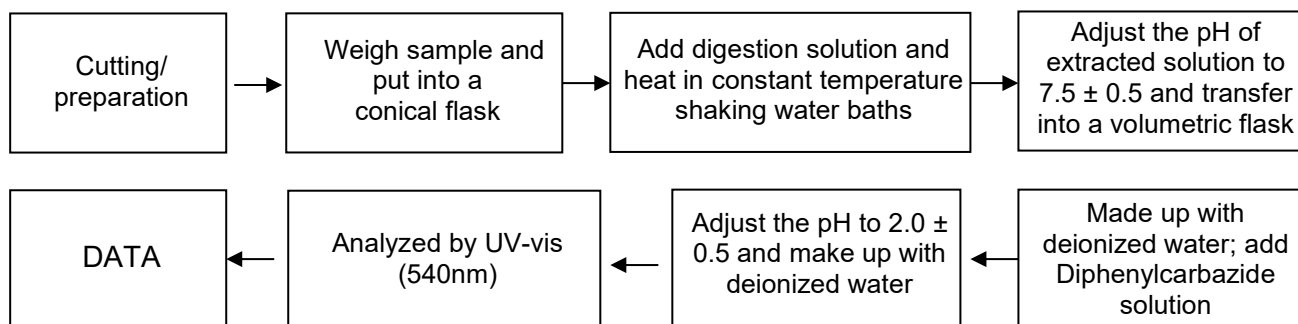 Cutting/
preparation
Weigh sample and
put into a
conical flask
Add digestion solution and
heat in constant temperature
shaking water baths
Adjust the pH of
extracted solution to
7.5 ± 0.5 and transfer
into a volumetric flask
Made up with
deionized water; add
Diphenylcarbazide
solution
Adjust the pH to 2.0 ±
0.5 and make up with
deionized water
Analyzed by UV-vis
(540nm)
DATA